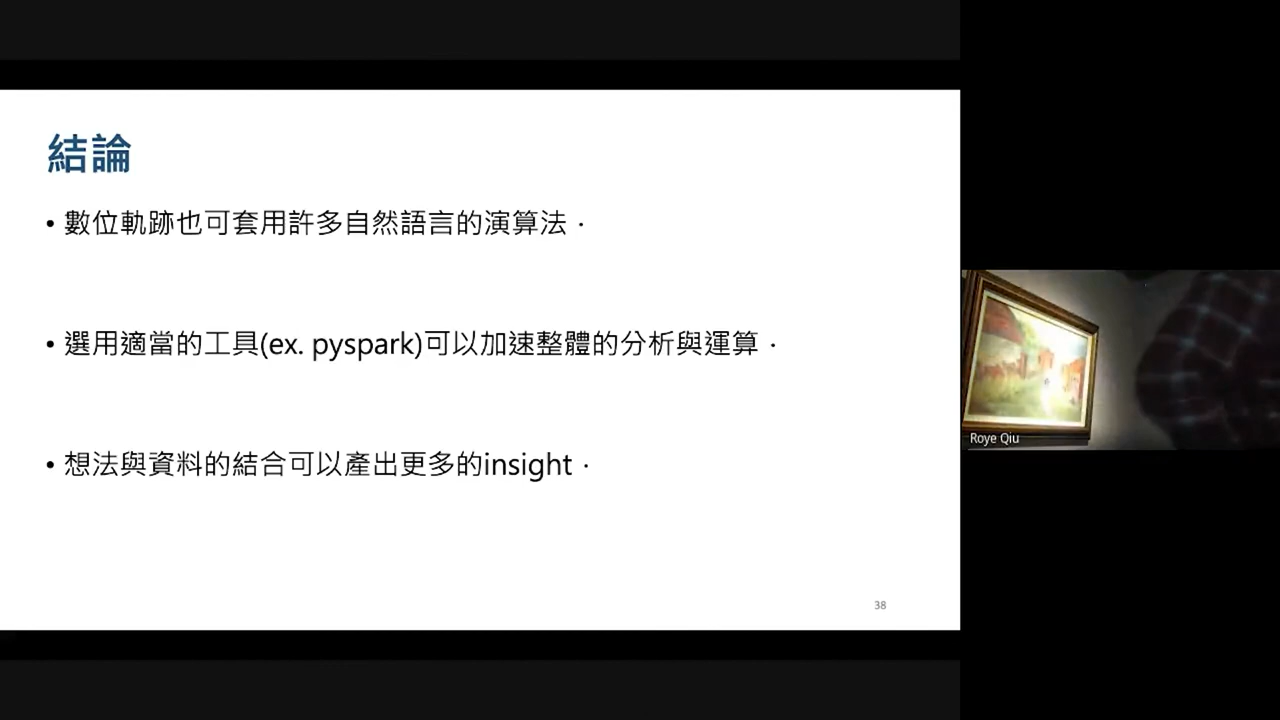 結論
• 數位軌跡也可套用許多自然語言的演算法．
• 選用適當的工具(ex. pyspark)可以加速整體的分析與運算．
• 想法與資料的結合可以產出更多的insight．
38
Roye Qiu